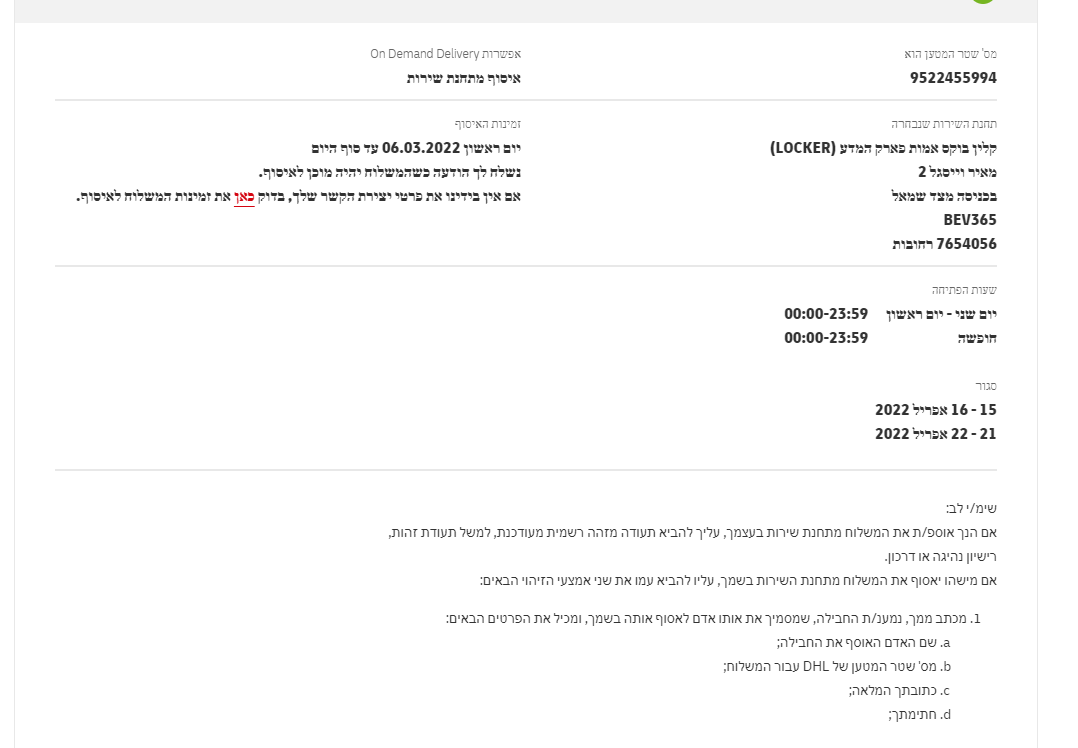 מס' שטר המטען הוא
9522455994
אפשרות On Demand Delivery
איסוף מתחנת שירות
תחנת השירות שנבחרה
קלין בוקס אמות פארק המדע (LOCKER)
מאיר וייסגל 2
בכניסה מצד שמאל
BEV365
7654056 רחובות
זמינות האיסוף
יום ראשון 06.03.2022 עד סוף היום
נשלח לך הודעה כשהמשלוח יהיה מוכן לאיסוף.
אם אין בידינו את פרטי יצירת הקשר שלך, בדוק כאן את זמינות המשלוח לאיסוף.
שעות הפתיחה
יום שני - יום ראשון 00:00-23:59
חופשה 00:00-23:59
סגור
15 - 16 אפריל 2022
21 - 22 אפריל 2022
שימ/י לב:
אם הנך אוספ/ת את המשלוח מתחנת שירות בעצמך, עליך להביא תעודה מזהה רשמית מעודכנת, למשל תעודת זהות,
רישיון נהיגה או דרכון.
אם מישהו יאסוף את המשלוח מתחנת השירות בשמך, עליו להביא עמו את שני אמצעי הזיהוי הבאים:
1. מכתב ממך, נמענ/ת החבילה, שמסמיך את אותו אדם לאסוף אותה בשמך, ומכיל את הפרטים הבאים:
a. שם האדם האוסף את החבילה;
b. מס' שטר המטען של DHL עבור המשלוח;
c. כתובתך המלאה;
d. חתימתך;